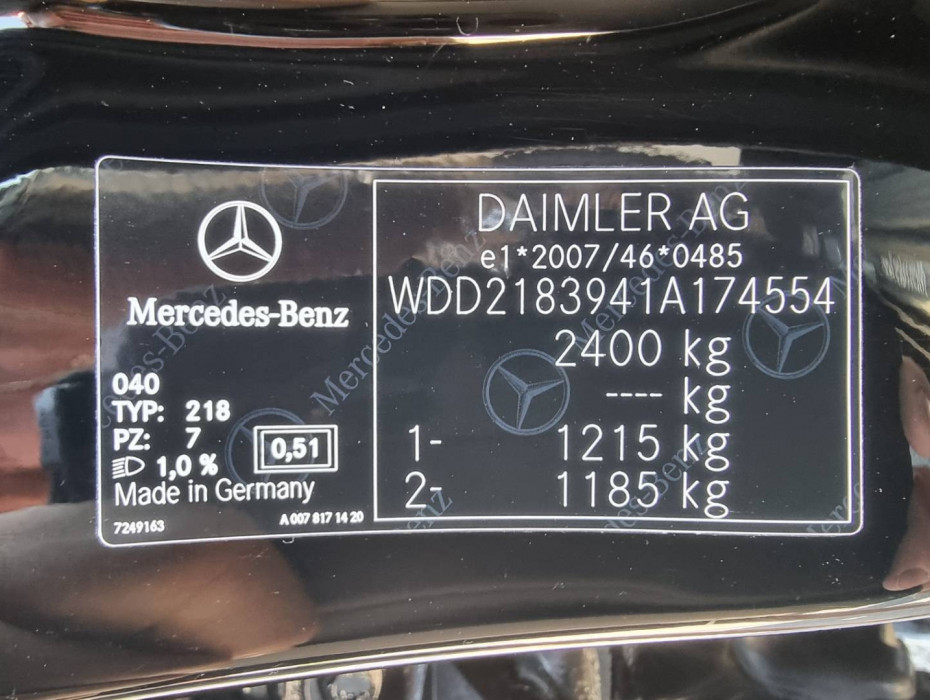 Mercedes-Benz
040
TYP: 218
PZ: 7
1,0 %
0,51
Made in Germany
7249163
A 007 817 14 20
DAIMLER AG
e1*2007/46*0485
WDD2183941A174554
2400 kg
---- kg
1- 1215 kg
2- 1185 kg